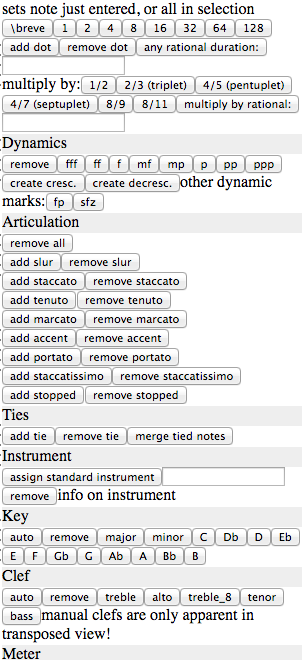 sets note just entered, or all in selection
\breve 1 2 4 8 16 32 64 128
add dot remove dot any rational duration:
multiply by: 1/2 2/3 (triplet) 4/5 (pentuplet)
4/7 (septuplet) 8/9 8/11 multiply by rational:
Dynamics
remove fff ff f mf mp p pp ppp
create cresc. create decresc. other dynamic
marks: fp sfz
Articulation
remove all
add slur remove slur
add staccato remove staccato
add tenuto remove tenuto
add marcato remove marcato
add accent remove accent
add portato remove portato
add staccatissimo remove staccatissimo
add stopped remove stopped
Ties
add tie remove tie merge tied notes
Instrument
assign standard instrument
remove info on instrument
Key
auto remove major minor C Db D Eb
E F Gb G Ab A Bb B
Clef
auto remove treble alto treble_8 tenor
bass manual clefs are only apparent in
transposed view!
Meter